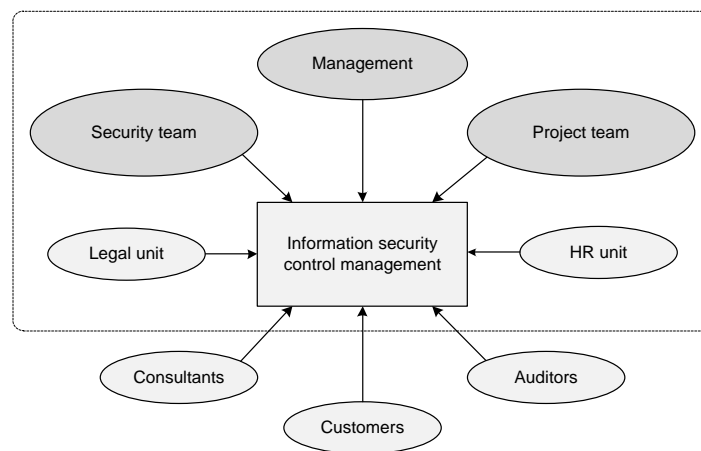 Management
Security team
Project team
Legal unit
Information security
control management
HR unit
Consultants
Auditors
Customers